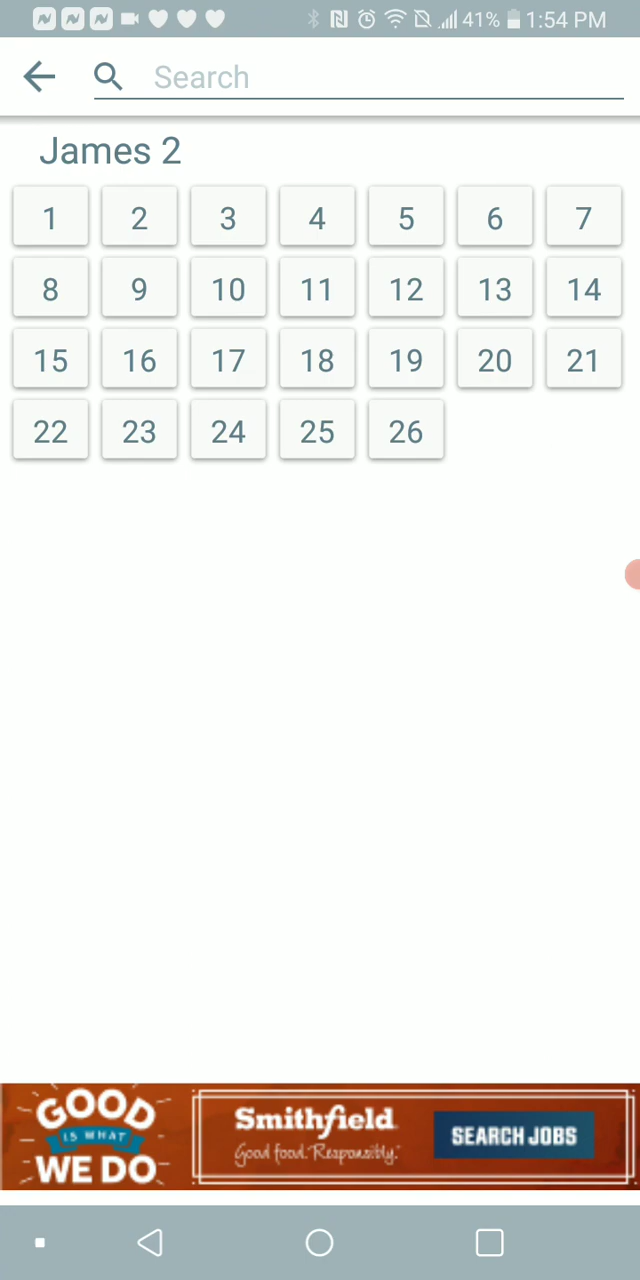 41% 1:54 PM
Search
James 2
1 2 3 4 5 6 7
8 9 10 11 12 13 14
15 16 17 18 19 20 21
22 23 24 25 26
GOOD
IS WHAT
WE DO
Smithfield
Good food. Responsibly.
SEARCH JOBS